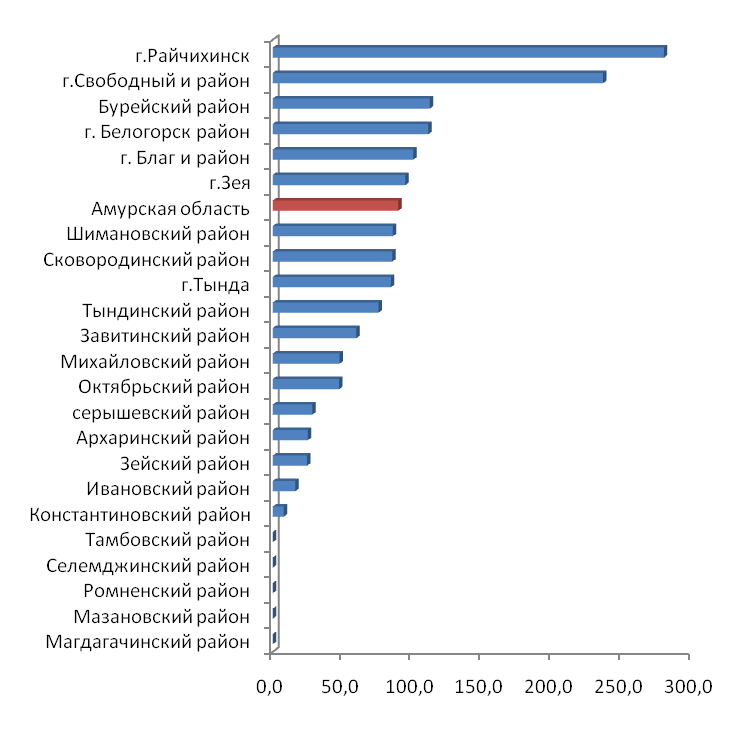 г.Райчихинск
г.Свободный и район
Бурейский район
г. Белогорск район
г. Благ и район
г.Зея
Амурская область
Шимановский район
Сковородинский район
г.Тында
Тындинский район
Завитинский район
Михайловский район
Октябрьский район
серышевский район
Архаринский район
Зейский район
Ивановский район
Константиновский район
Тамбовский район
Селемджинский район
Ромненский район
Мазановский район
Магдагачинский район
0,0 50,0 100,0 150,0 200,0 250,0 300,0